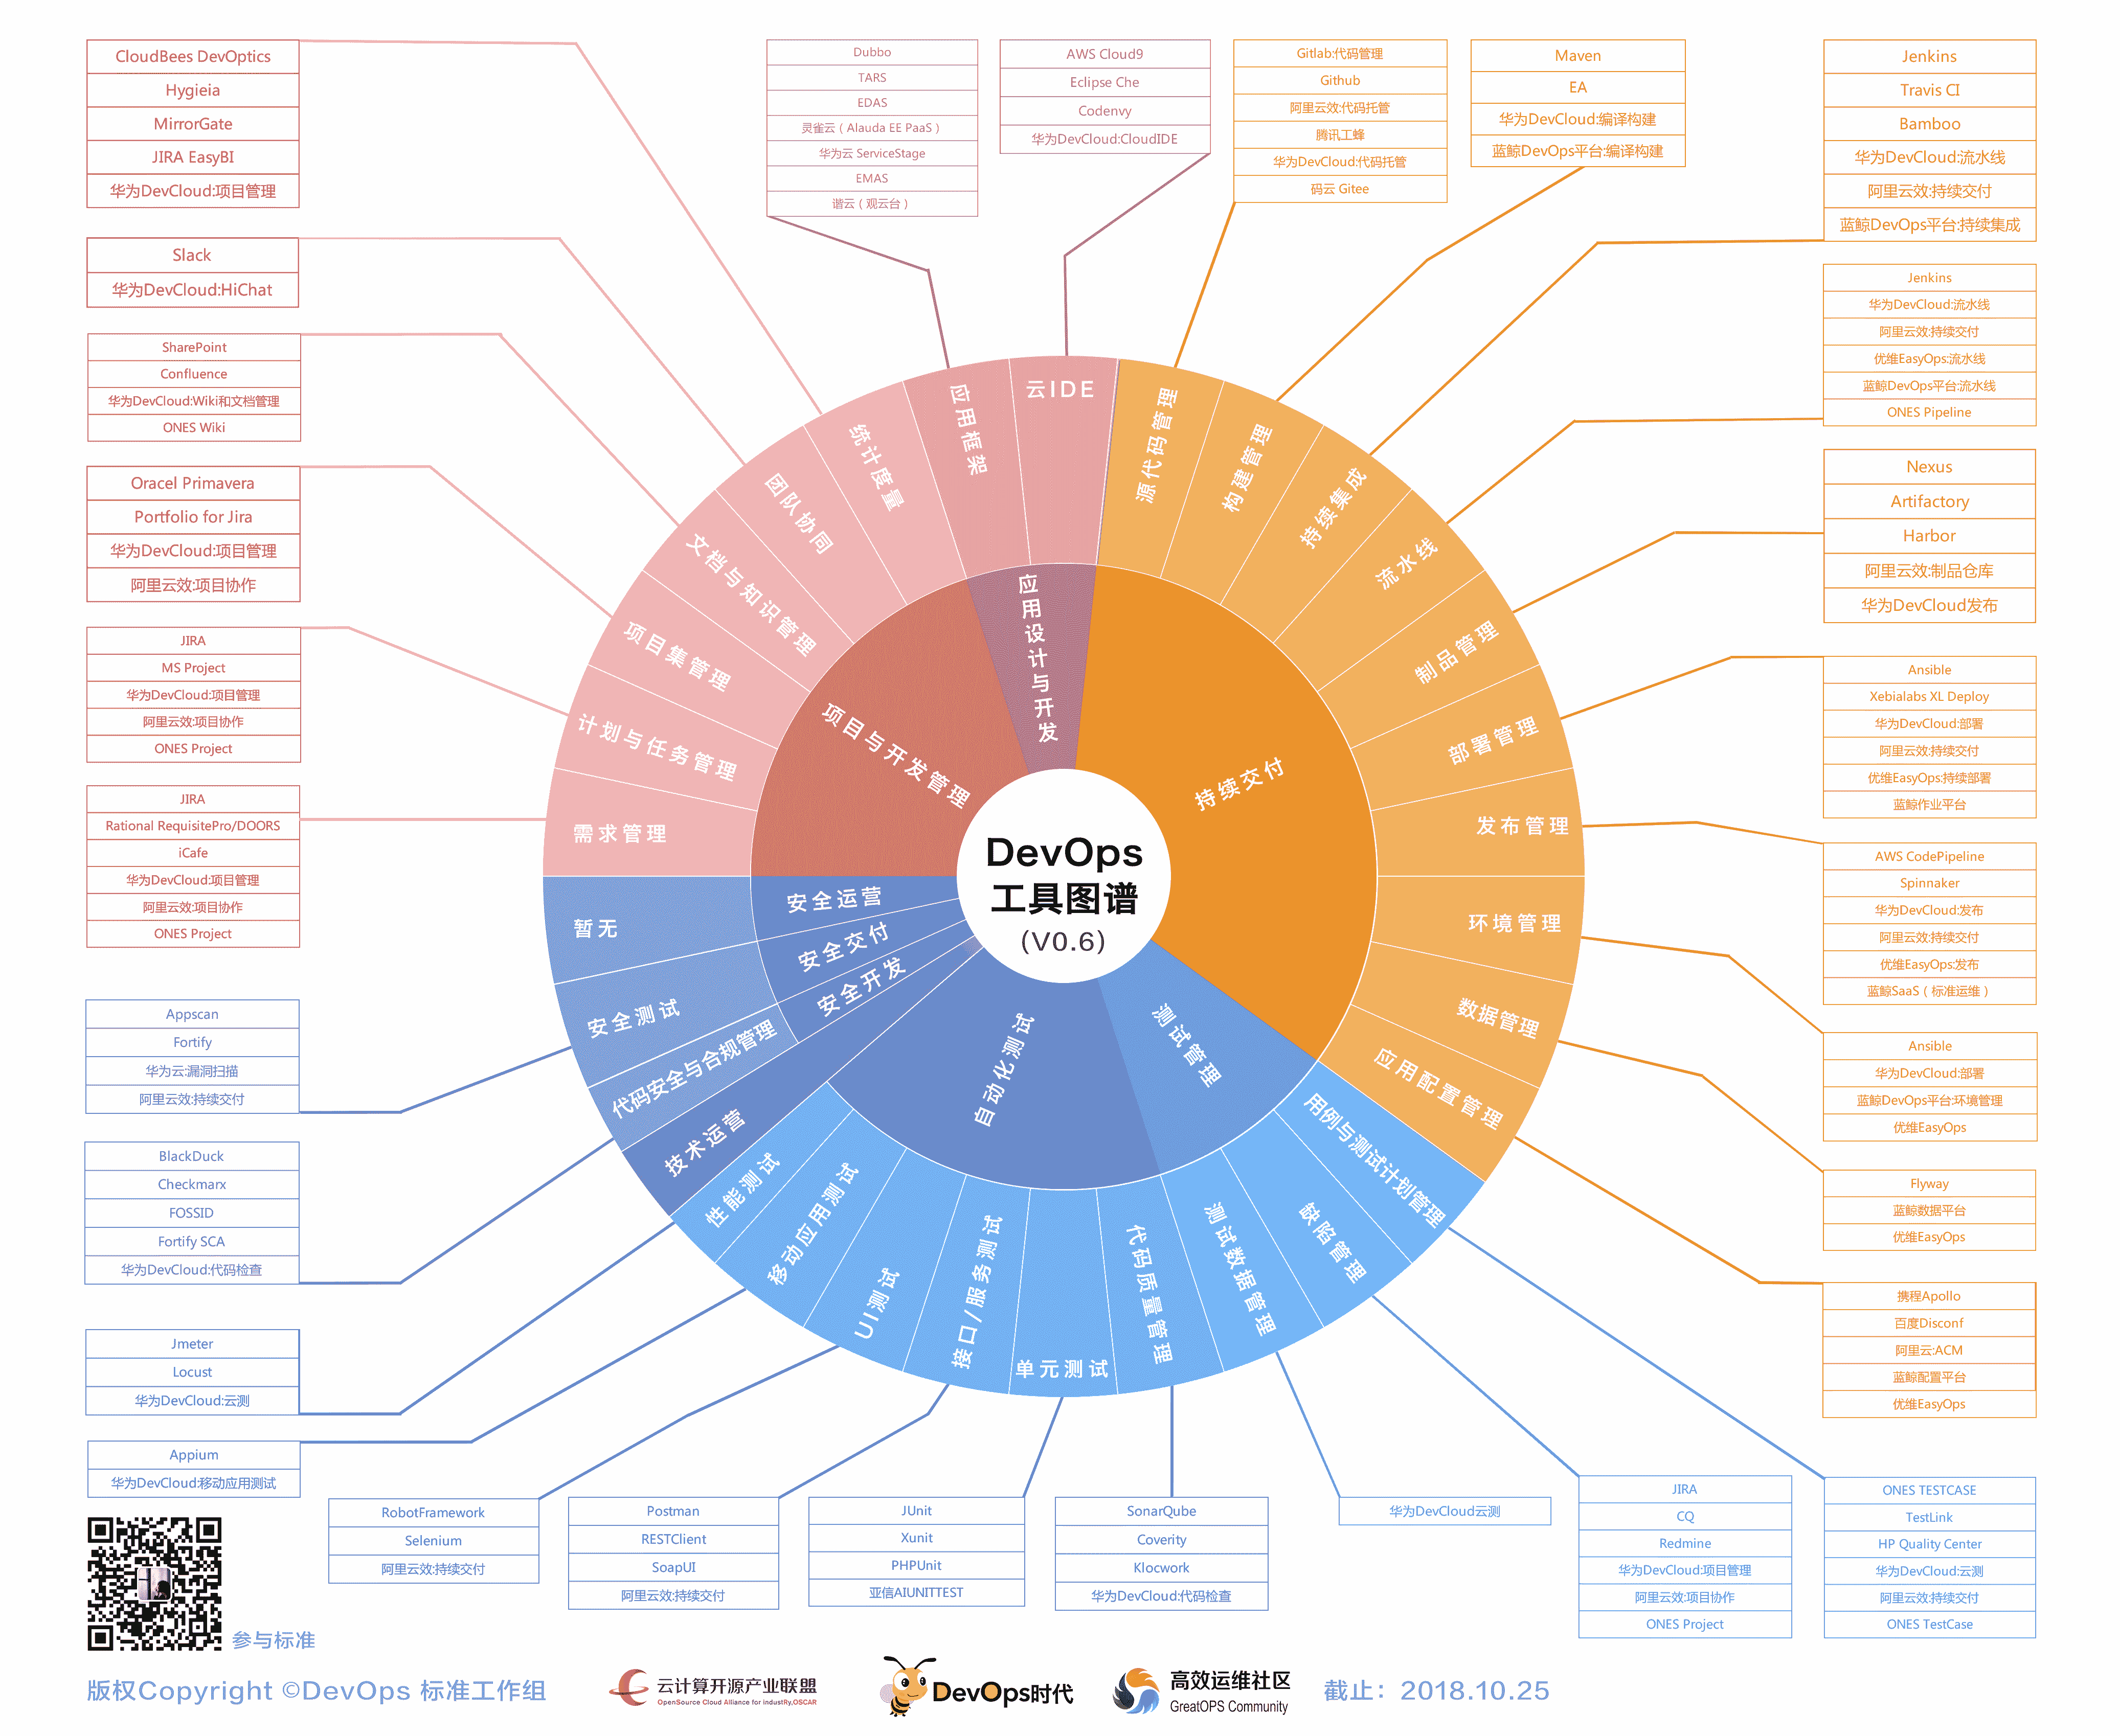 CloudBees DevOptics
Hygieia
MirrorGate
JIRA EasyBI
华为DevCloud:项目管理
Slack
华为DevCloud:HiChat
SharePoint
Confluence
华为DevCloud:Wiki和文档管理
ONES Wiki
Oracel Primavera
Portfolio for Jira
华为DevCloud:项目管理
阿里云效:项目协作
JIRA
MS Project
华为DevCloud:项目管理
阿里云效:项目协作
ONES Project
JIRA
Rational RequisitePro/DOORS
iCafe
华为DevCloud:项目管理
阿里云效:项目协作
ONES Project
Appscan
Fortify
华为云:漏洞扫描
阿里云效:持续交付
BlackDuck
Checkmarx
FOSSID
Fortify SCA
华为DevCloud:代码检查
Jmeter
Locust
华为DevCloud:云测
Appium
华为DevCloud:移动应用测试
Dubbo
TARS
EDAS
灵雀云（Alauda EE PaaS）
华为云 ServiceStage
EMAS
谐云（观云台）
AWS Cloud9
Eclipse Che
Codenvy
华为DevCloud:CloudIDE
Gitlab:代码管理
Github
阿里云效:代码托管
腾讯工蜂
华为DevCloud:代码托管
码云 Gitee
Maven
EA
华为DevCloud:编译构建
蓝鲸DevOps平台:编译构建
Jenkins
Travis CI
Bamboo
华为DevCloud:流水线
阿里云效:持续交付
蓝鲸DevOps平台:持续集成
Jenkins
华为DevCloud:流水线
阿里云效:持续交付
优维EasyOps:流水线
蓝鲸DevOps平台:流水线
ONES Pipeline
Nexus
Artifactory
Harbor
阿里云效:制品仓库
华为DevCloud发布
Ansible
Xebialabs XL Deploy
华为DevCloud:部署
阿里云效:持续交付
优维EasyOps:持续部署
蓝鲸作业平台
AWS CodePipeline
Spinnaker
华为DevCloud:发布
阿里云效:持续交付
优维EasyOps:发布
蓝鲸SaaS（标准运维）
Ansible
华为DevCloud:部署
蓝鲸DevOps平台:环境管理
优维EasyOps
Flyway
蓝鲸数据平台
优维EasyOps
携程Apollo
百度Disconf
阿里云:ACM
蓝鲸配置平台
优维EasyOps
统计度量
团队协同
文档与知识管理
项目集管理
计划与任务管理
需求管理
应用框架
云IDE
源代码管理
构建管理
持续集成
流水线
制品管理
部署管理
发布管理
环境管理
数据管理
应用配置管理
用例与测试计划管理
缺陷管理
测试数据管理
代码质量管理
单元测试
接口/服务测试
UI测试
移动应用测试
性能测试
技术运营
代码安全与合规管理
安全测试
暂无
项目与开发管理
应用设计与开发
持续交付
测试管理
自动化测试
安全开发
安全交付
安全运营
DevOps
工具图谱
(V0.6)
RobotFramework
Selenium
阿里云效:持续交付
Postman
RESTClient
SoapUI
阿里云效:持续交付
JUnit
Xunit
PHPUnit
亚信AIUNITTEST
SonarQube
Coverity
Klocwork
华为DevCloud:代码检查
华为DevCloud云测
JIRA
CQ
Redmine
华为DevCloud:项目管理
阿里云效:项目协作
ONES Project
ONES TESTCASE
TestLink
HP Quality Center
华为DevCloud:云测
阿里云效:持续交付
ONES TestCase
参与标准
版权Copyright ©DevOps 标准工作组
云计算开源产业联盟
OpenSource Cloud Alliance for industry,OSCAR
DevOps时代
高效运维社区
GreatOPS Community
截止：2018.10.25